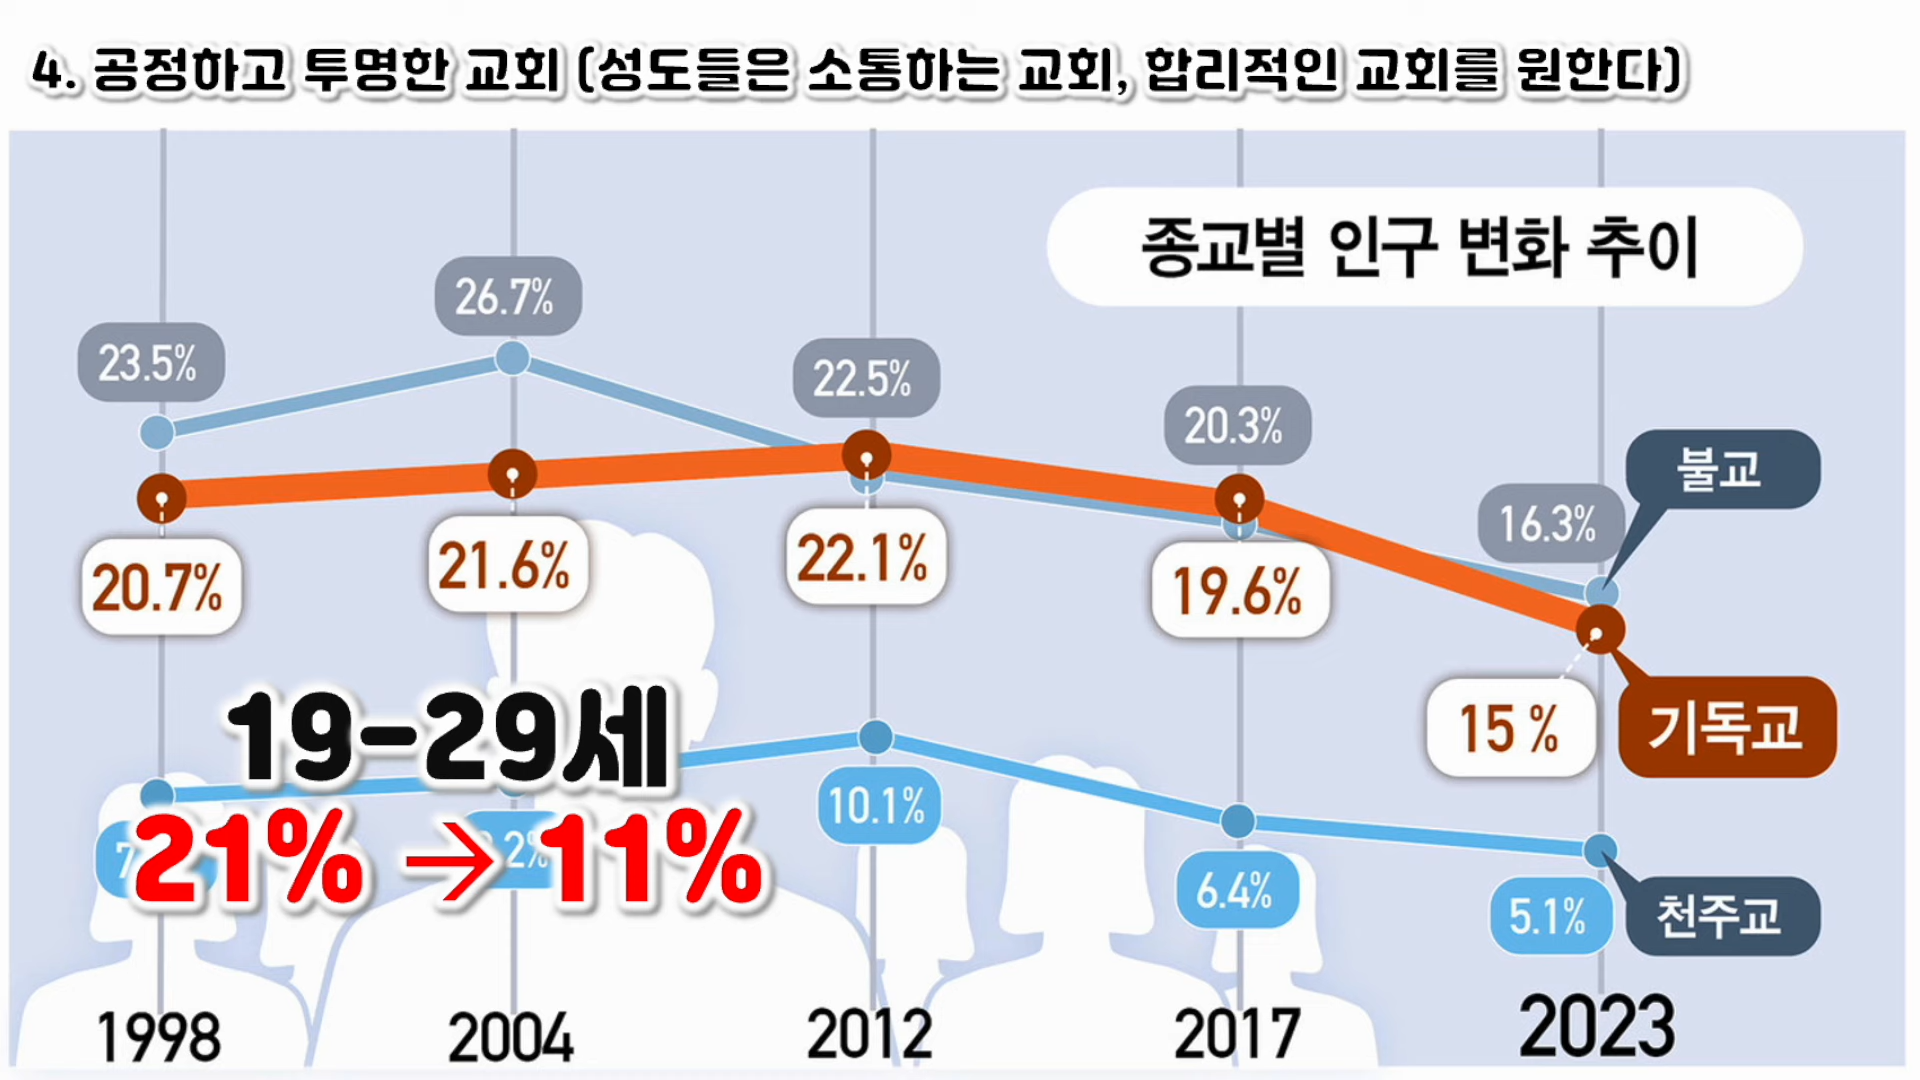 4. 공정하고 투명한 교회 (성도들은 소통하는 교회, 합리적인 교회를 원한다)
종교별 인구 변화 추이
23.5%
26.7%
22.5%
20.3%
16.3%
불교
20.7%
21.6%
22.1%
19.6%
15 %
기독교
19-29세
21% → 11%
10.1%
6.4%
5.1%
천주교
1998
2004
2012
2017
2023